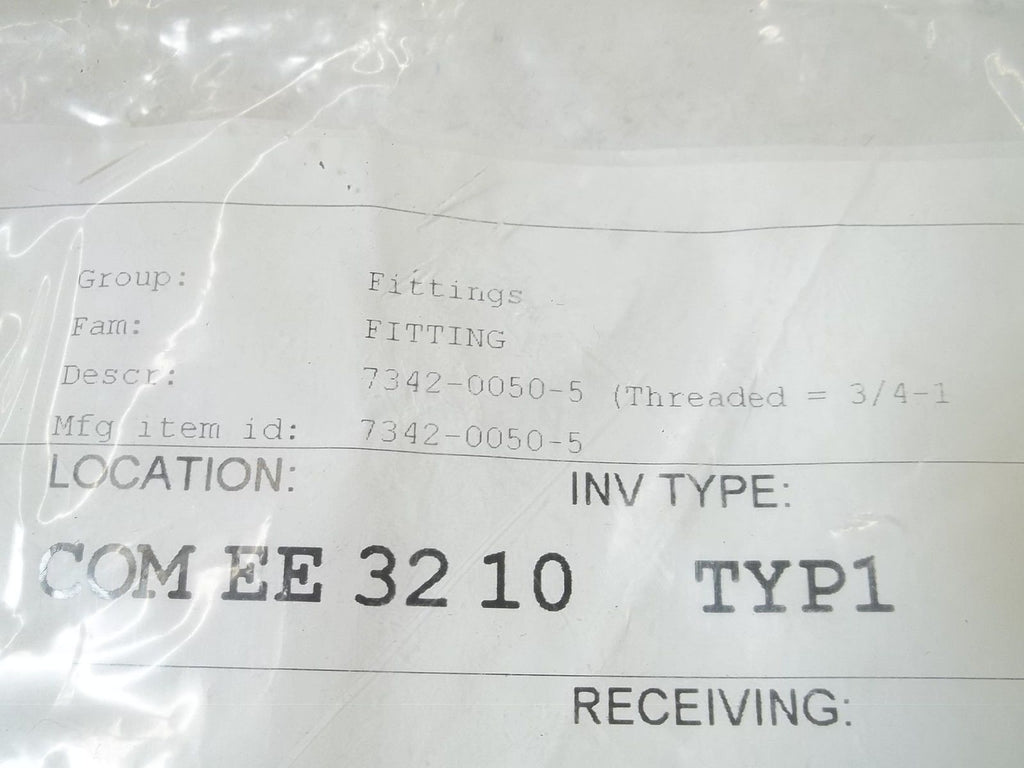 Group: Fittings
Fam: FITTING
Descr: 7342-0050-5 (Threaded = 3/4-1
Mfg item id: 7342-0050-5
LOCATION: INV TYPE:
COM EE 32 10 TYP1
RECEIVING: